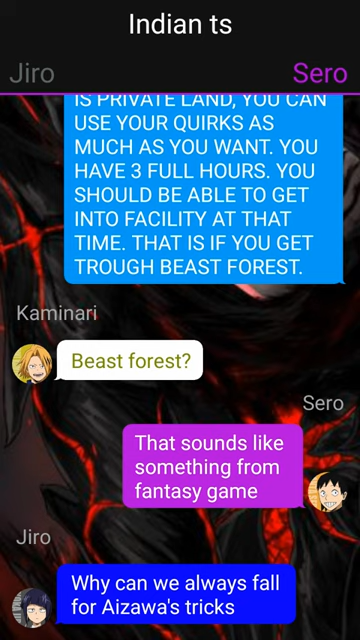 Indian ts
Jiro
Sero
IS PRIVATE LAND, YOU CAN
USE YOUR QUIRKS AS
MUCH AS YOU WANT. YOU
HAVE 3 FULL HOURS. YOU
SHOULD BE ABLE TO GET
INTO FACILITY AT THAT
TIME. THAT IS IF YOU GET
TROUGH BEAST FOREST.
Kaminari
Beast forest?
Sero
That sounds like
something from
fantasy game
Jiro
Why can we always fall
for Aizawa's tricks